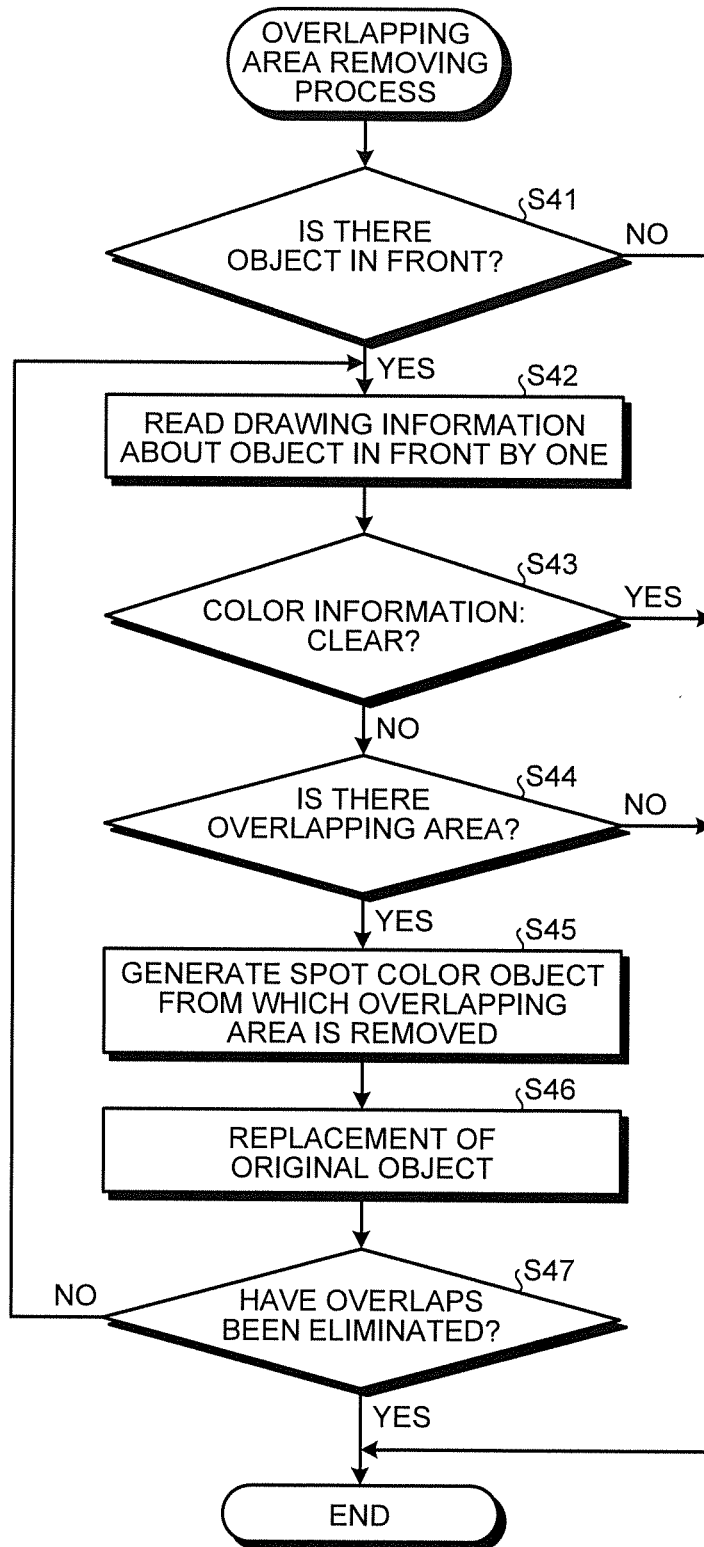 OVERLAPPING
AREA REMOVING
PROCESS
S41
IS THERE
OBJECT IN FRONT?
NO
YES
S42
READ DRAWING INFORMATION
ABOUT OBJECT IN FRONT BY ONE
S43
COLOR INFORMATION:
CLEAR?
YES
NO
S44
IS THERE
OVERLAPPING AREA?
NO
YES
S45
GENERATE SPOT COLOR OBJECT
FROM WHICH OVERLAPPING
AREA IS REMOVED
S46
REPLACEMENT OF
ORIGINAL OBJECT
S47
NO
HAVE OVERLAPS
BEEN ELIMINATED?
YES
END